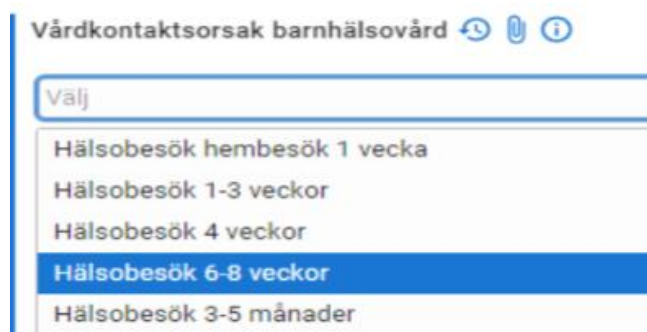 Vårdkontaktsorsak barnhälsovård
Välj
Hälsobesök hembesök 1 vecka
Hälsobesök 1-3 veckor
Hälsobesök 4 veckor
Hälsobesök 6-8 veckor
Hälsobesök 3-5 månader